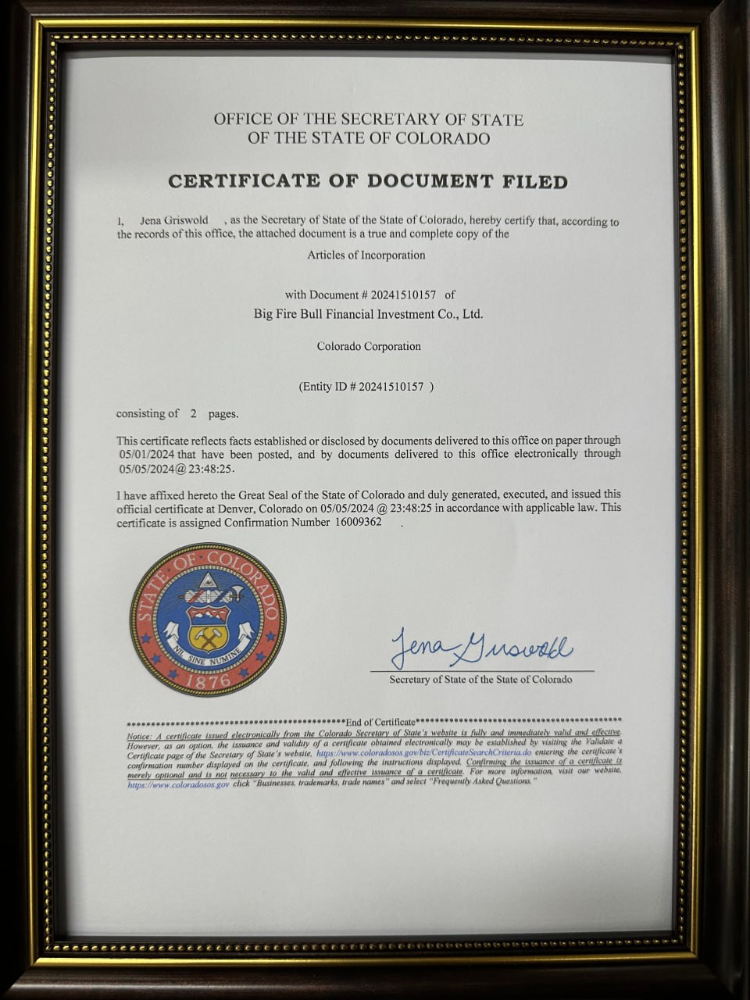 OFFICE OF THE SECRETARY OF STATE
OF THE STATE OF COLORADO
CERTIFICATE OF DOCUMENT FILED
I, Jena Griswold , as the Secretary of State of the State of Colorado, hereby certify that, according to
the records of this office, the attached document is a true and complete copy of the
Articles of Incorporation
with Document # 20241510157 of
Big Fire Bull Financial Investment Co., Ltd.
Colorado Corporation
(Entity ID # 20241510157 )
consisting of 2 pages.
This certificate reflects facts established or disclosed by documents delivered to this office on paper through
05/01/2024 that have been posted, and by documents delivered to this office electronically through
05/05/2024@ 23:48:25.
I have affixed hereto the Great Seal of the State of Colorado and duly generated, executed, and issued this
official certificate at Denver, Colorado on 05/05/2024 @ 23:48:25 in accordance with applicable law. This
certificate is assigned Confirmation Number 16009362 .
STATE OF COLORADO
NIL SINE NUMINE
1876
Jena Griswold
Secretary of State of the State of Colorado
*********************************************End of Certificate*******************************************
Notice: A certificate issued electronically from the Colorado Secretary of State's website is fully and immediately valid and effective.
However, as an option, the issuance and validity of a certificate obtained electronically may be established by visiting the Validate a
Certificate page of the Secretary of State's website, https://www.coloradosos.gov/biz/CertificateSearchCriteria.do entering the certificate's
confirmation number displayed on the certificate, and following the instructions displayed. Confirming the issuance of a certificate is
merely optional and is not necessary to the valid and effective issuance of a certificate. For more information, visit our website,
https://www.coloradosos.gov click "Businesses, trademarks, trade names" and select "Frequently Asked Questions."